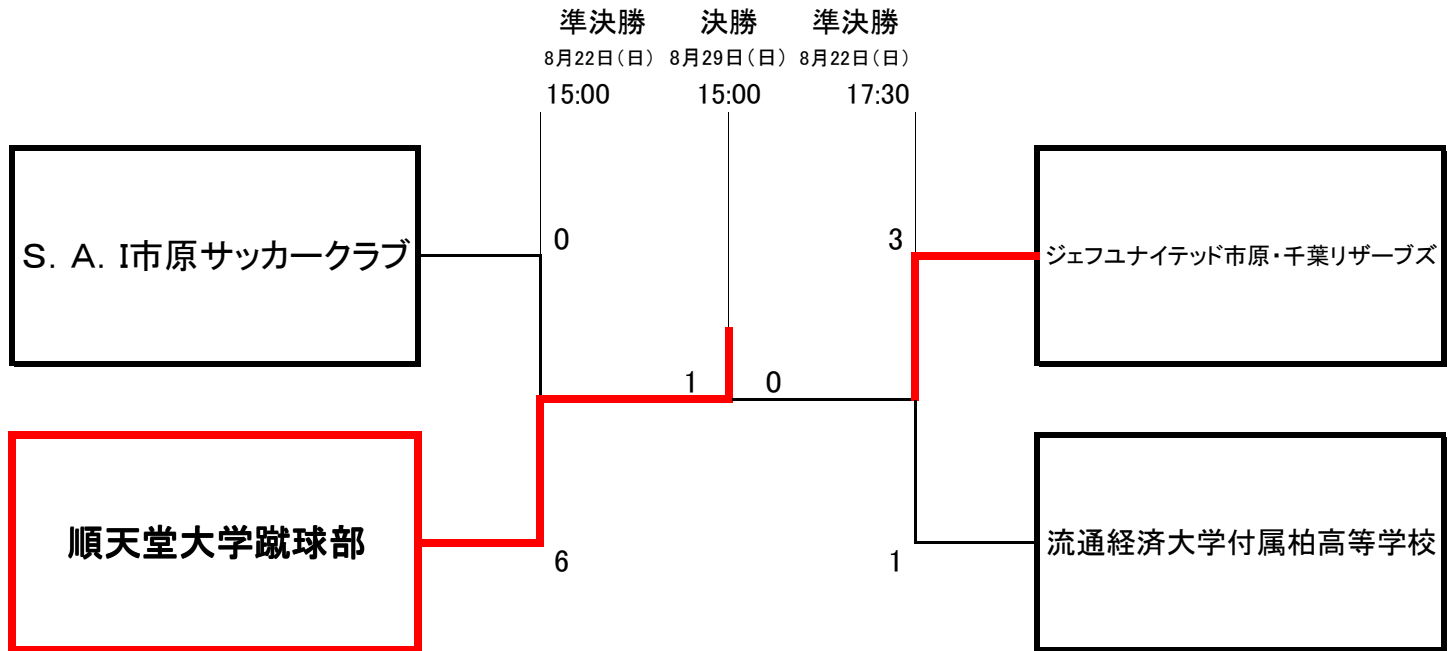 準決勝 決勝 準決勝
8月22日(日) 8月29日(日) 8月22日(日)
15:00 15:00 17:30
0 3
S．A．I市原サッカークラブ ジェフユナイテッド市原・千葉リザーブズ
1 0
順天堂大学蹴球部 流通経済大学付属柏高等学校
6 1